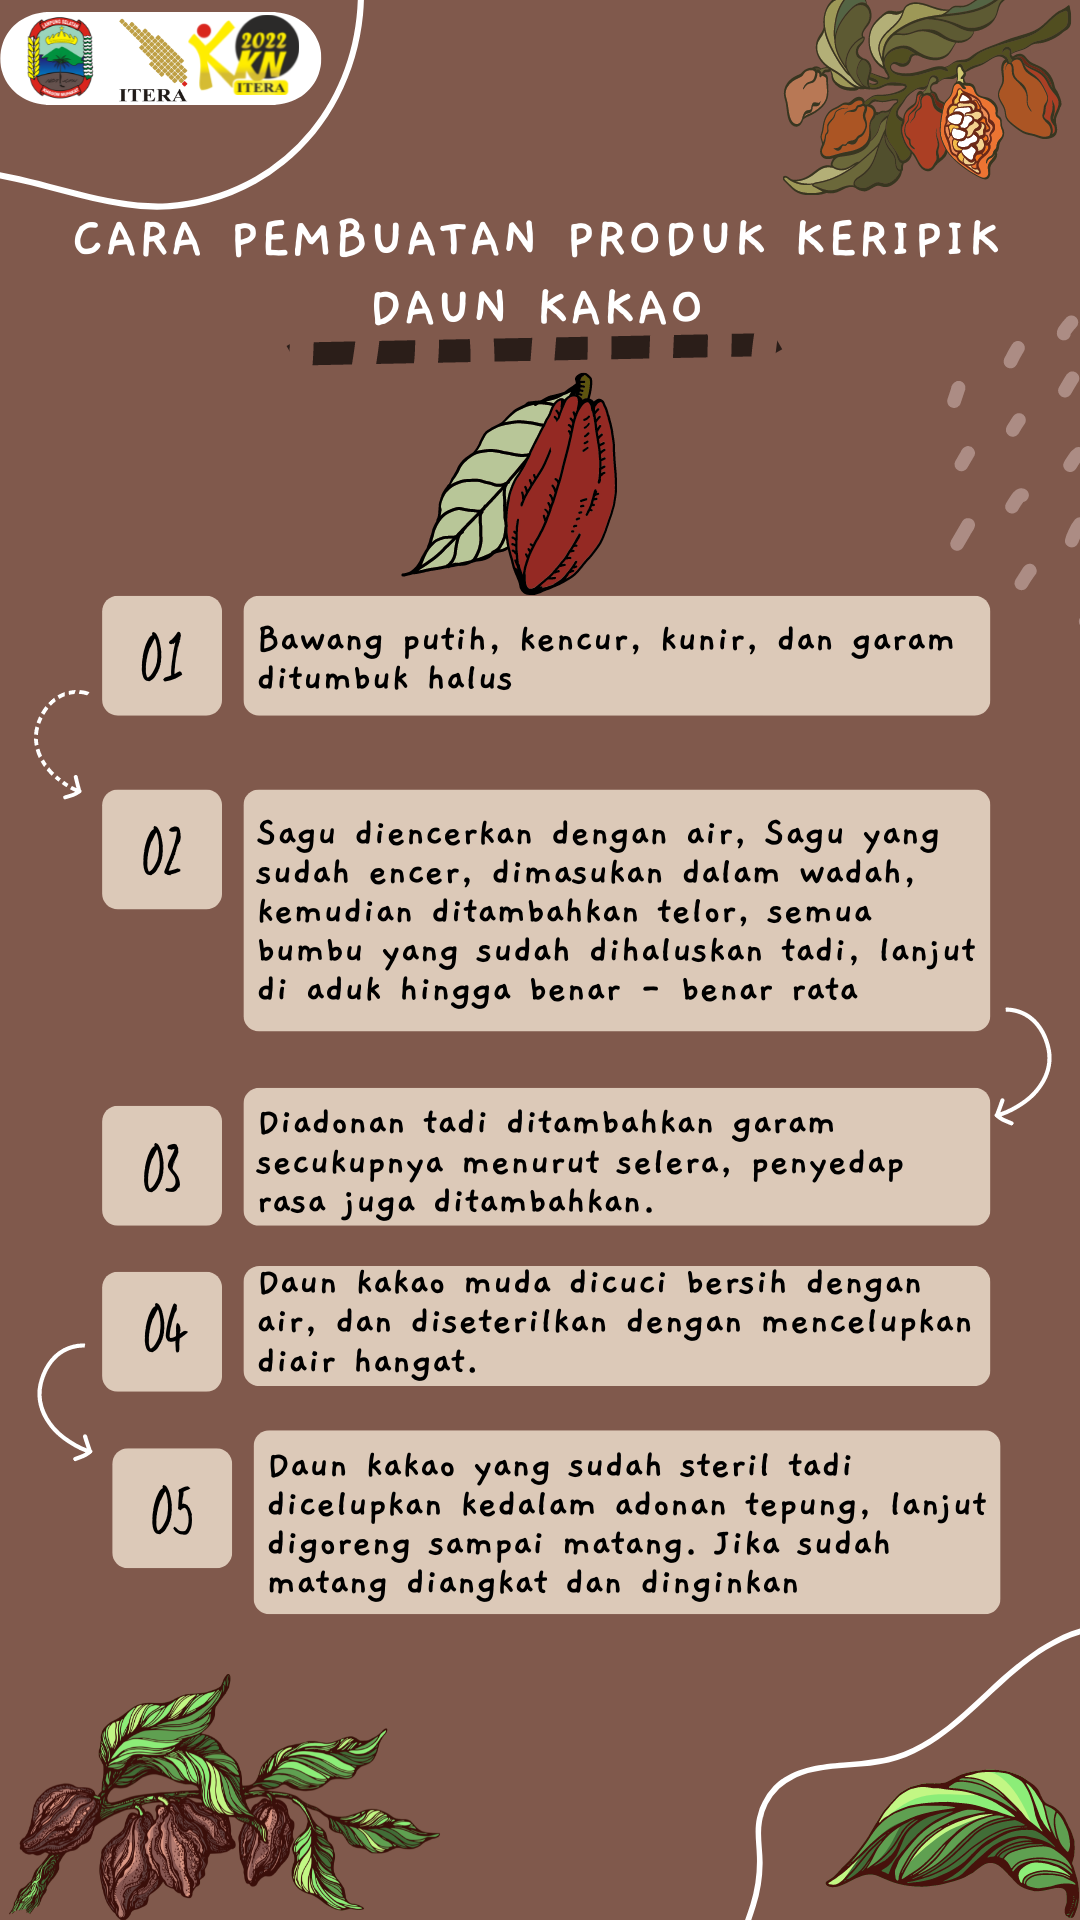 LAMPUNG SELATAN
ITERA
2022
KKN
ITERA
CARA PEMBUATAN PRODUK KERIPIK
DAUN KAKAO
01
Bawang putih, kencur, kunir, dan garam
ditumbuk halus
02
Sagu diencerkan dengan air, Sagu yang
sudah encer, dimasukan dalam wadah,
kemudian ditambahkan telor, semua
bumbu yang sudah dihaluskan tadi, lanjut
di aduk hingga benar - benar rata
03
Diadonan tadi ditambahkan garam
secukupnya menurut selera, penyedap
rasa juga ditambahkan.
04
Daun kakao muda dicuci bersih dengan
air, dan diseterilkan dengan mencelupkan
diair hangat.
05
Daun kakao yang sudah steril tadi
dicelupkan kedalam adonan tepung, lanjut
digoreng sampai matang. Jika sudah
matang diangkat dan dinginkan